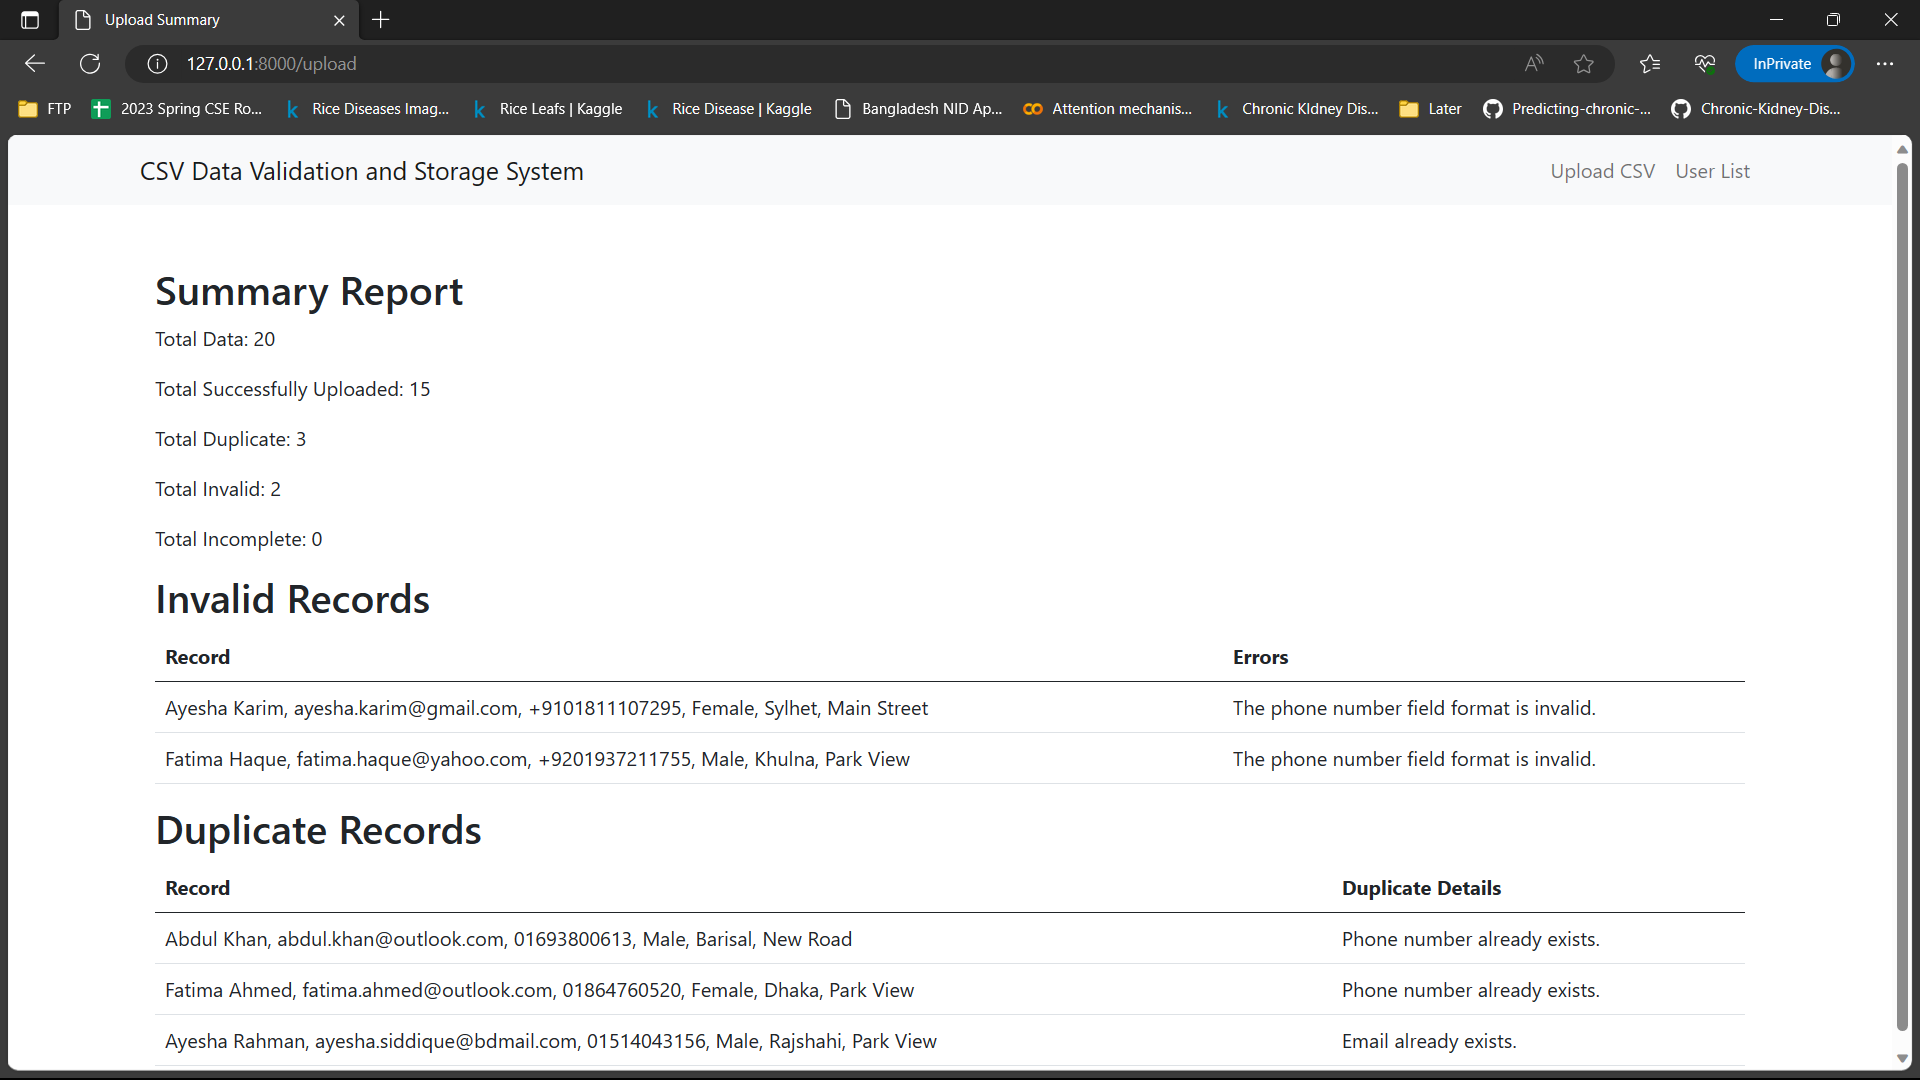 Upload Summary
127.0.0.1:8000/upload
InPrivate
FTP 2023 Spring CSE Ro... Rice Diseases Imag... Rice Leafs | Kaggle Rice Disease | Kaggle Bangladesh NID Ap... Attention mechanis... Chronic KIdney Dis... Later Predicting-chronic-... Chronic-Kidney-Dis...
CSV Data Validation and Storage System Upload CSV User List
Summary Report
Total Data: 20
Total Successfully Uploaded: 15
Total Duplicate: 3
Total Invalid: 2
Total Incomplete: 0
Invalid Records
Record Errors
Ayesha Karim, ayesha.karim@gmail.com, +9101811107295, Female, Sylhet, Main Street The phone number field format is invalid.
Fatima Haque, fatima.haque@yahoo.com, +9201937211755, Male, Khulna, Park View The phone number field format is invalid.
Duplicate Records
Record Duplicate Details
Abdul Khan, abdul.khan@outlook.com, 01693800613, Male, Barisal, New Road Phone number already exists.
Fatima Ahmed, fatima.ahmed@outlook.com, 01864760520, Female, Dhaka, Park View Phone number already exists.
Ayesha Rahman, ayesha.siddique@bdmail.com, 01514043156, Male, Rajshahi, Park View Email already exists.